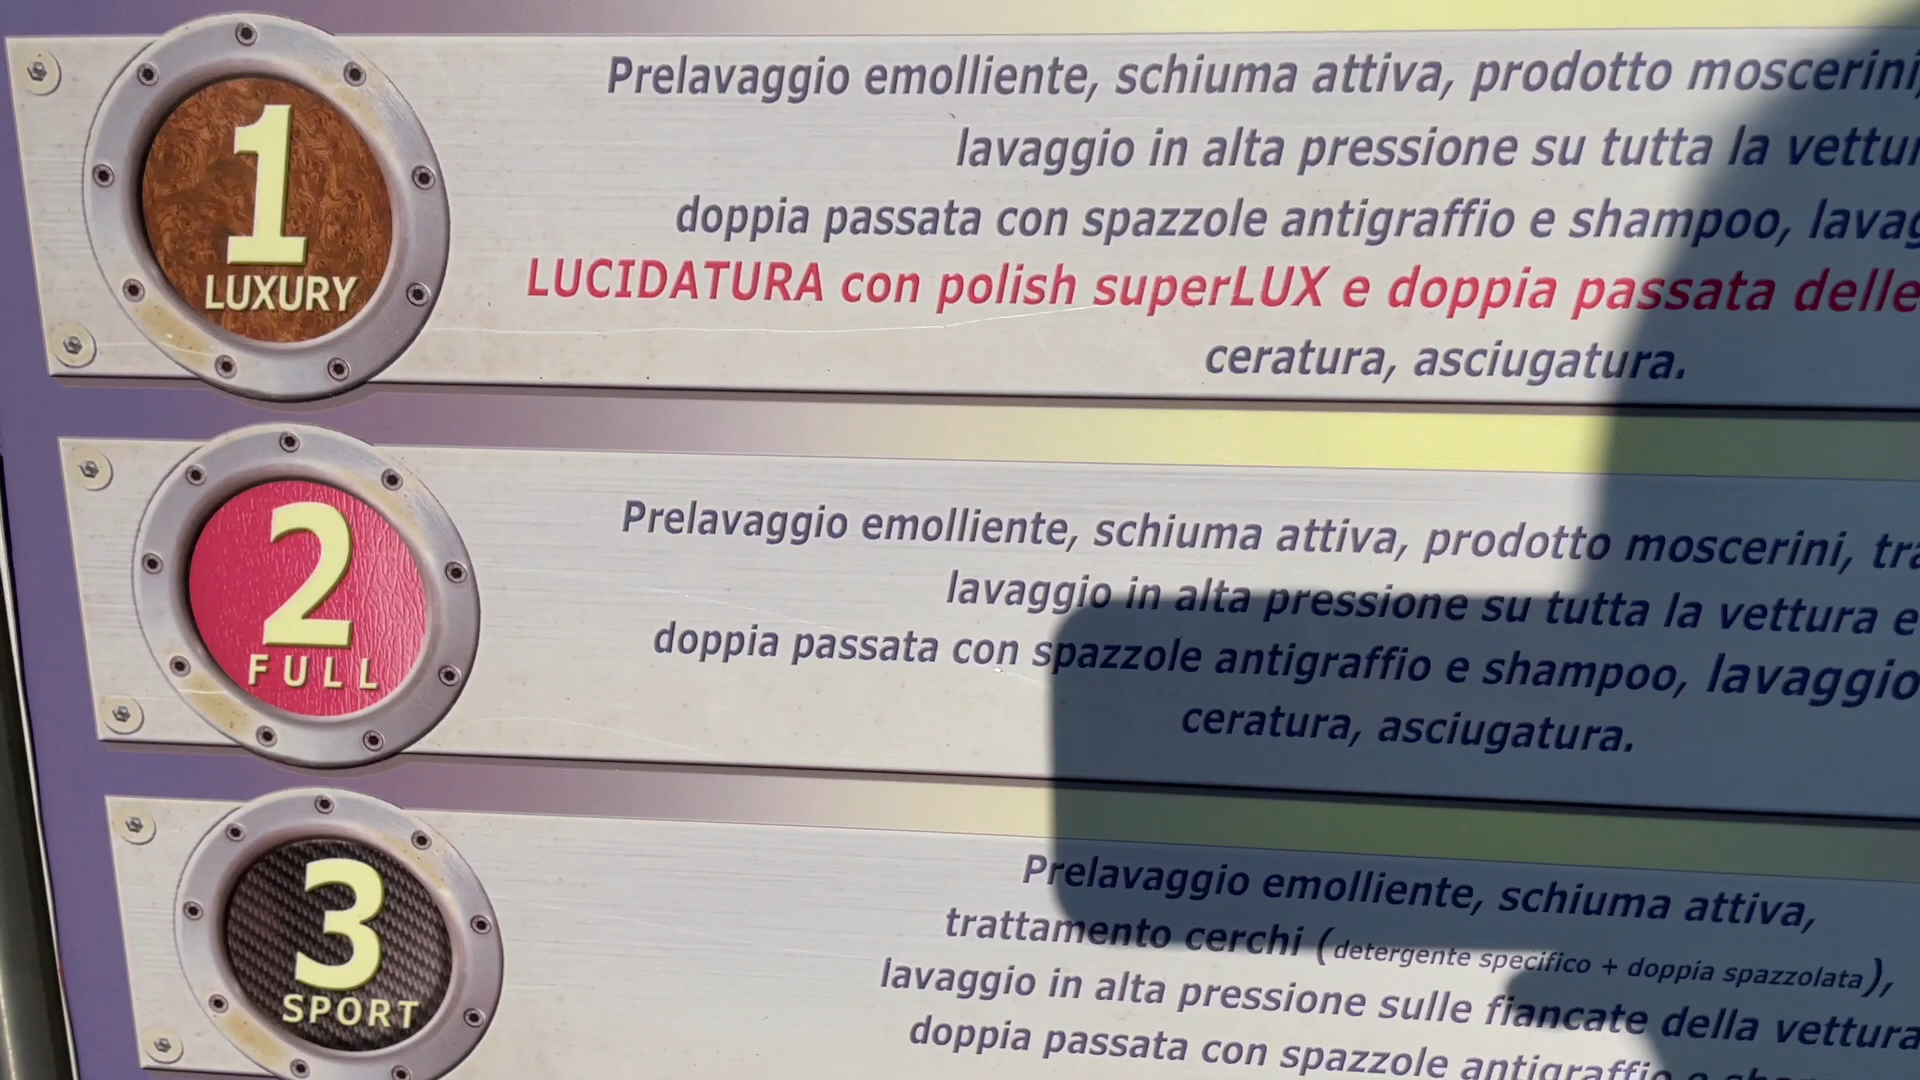 1
LUXURY
Prelavaggio emolliente, schiuma attiva, prodotto moscerini,
lavaggio in alta pressione su tutta la
doppia passata con spazzole antigraffio e shampoo,
LUCIDATURA con polish superLUX e doppia passata delle
ceratura, asciugatura.
2
FULL
Prelavaggio emolliente, schiuma attiva, prodotto moscerini,
lavaggio in alta pressione su tutta la vettura e
doppia passata con spazzole antigraffio e shampoo, lavaggio
ceratura, asciugatura.
3
SPORT
Prelavaggio emolliente, schiuma attiva,
trattamento cerchi (detergente specifico + doppia spazzolata),
lavaggio in alta pressione sulle fiancate della vettura
doppia passata con spazzole antigraffio e